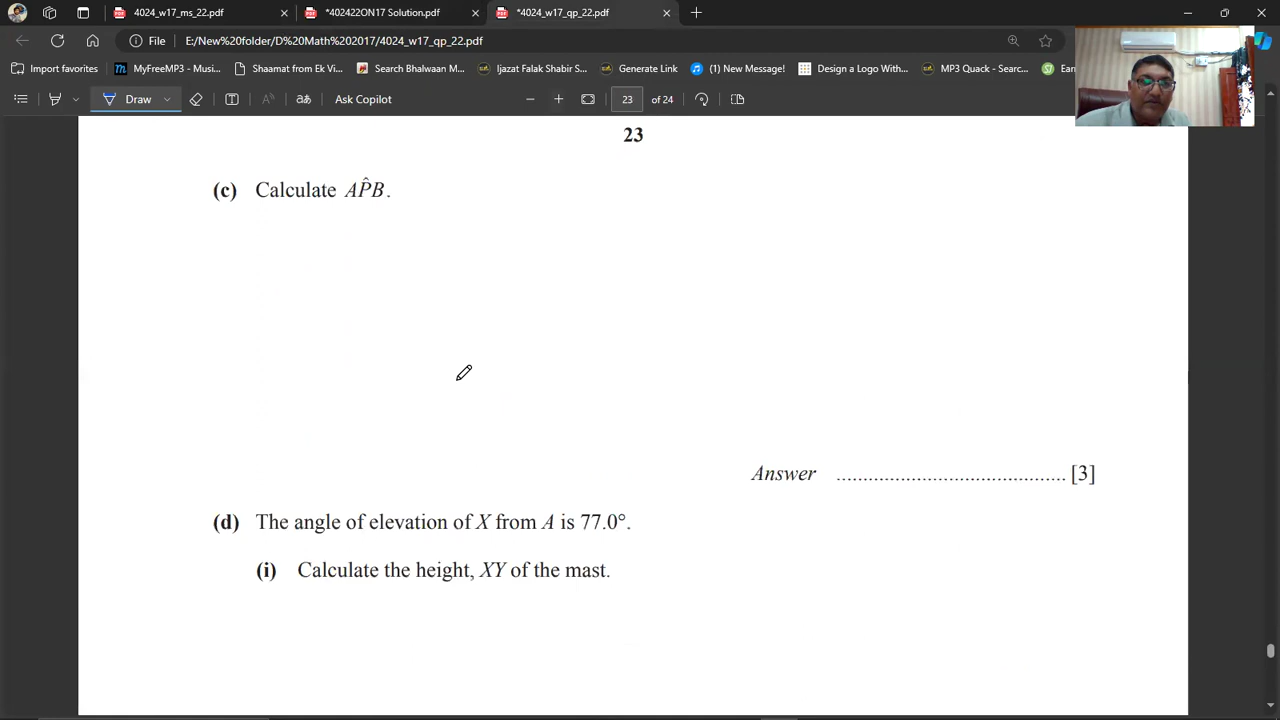 4024_w17_ms_22.pdf
*402422ON17 Solution.pdf
*4024_w17_qp_22.pdf
File
E:/New%20folder/D%20Math%202017/4024_w17_qp_22.pdf
Import favorites
MyFreeMP3 - Musi...
Shaamat from Ek Vi...
Search Bhalwaan M...
Ijazat Falak Shabir S...
Generate Link
(1) New Message!
Design a Logo With...
MP3 Quack - Searc...
Ear
Draw
Ask Copilot
23 of 24
23
(c) Calculate AP̂B.
Answer ........................................... [3]
(d) The angle of elevation of X from A is 77.0°.
(i) Calculate the height, XY of the mast.